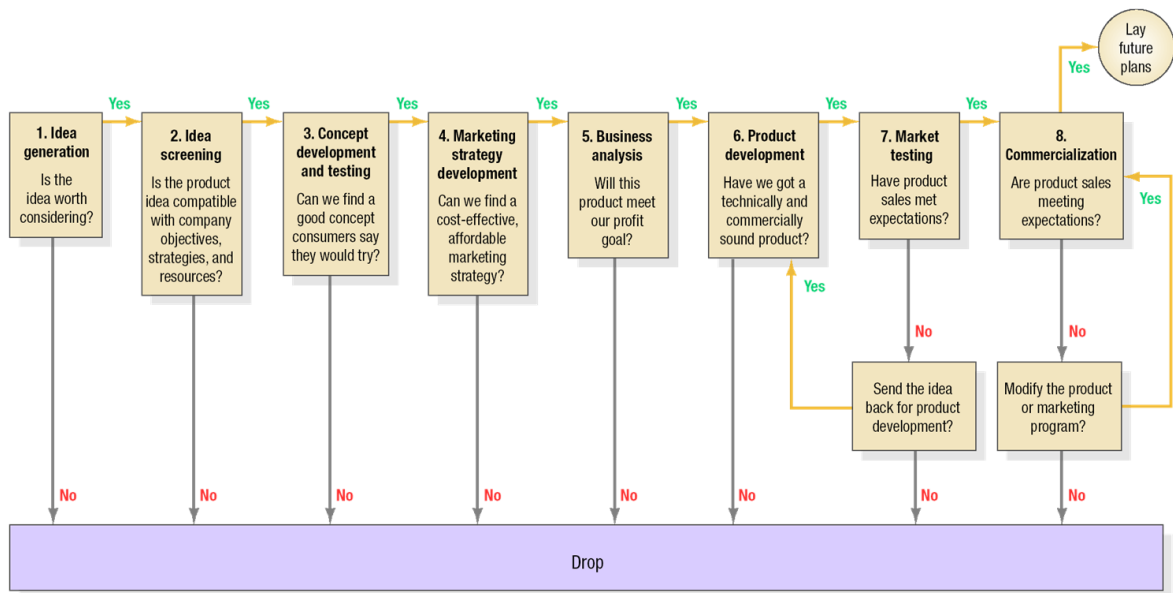 Lay
future
plans
Yes
Yes
Yes
Yes
Yes
Yes
Yes
Yes
1. Idea
generation
Is the
idea worth
considering?
2. Idea
screening
Is the product
idea compatible
with company
objectives,
strategies, and
resources?
3. Concept
development
and testing
Can we find a
good concept
consumers say
they would try?
4. Marketing
strategy
development
Can we find a
cost-effective,
affordable
marketing
strategy?
5. Business
analysis
Will this
product meet
our profit
goal?
6. Product
development
Have we got a
technically and
commercially
sound product?
7. Market
testing
Have product
sales met
expectations?
8.
Commercialization
Are product sales
meeting
expectations?
Yes
Yes
No
No
Send the idea
back for product
development?
Modify the product
or marketing
program?
No
No
No
No
No
No
No
No
Drop